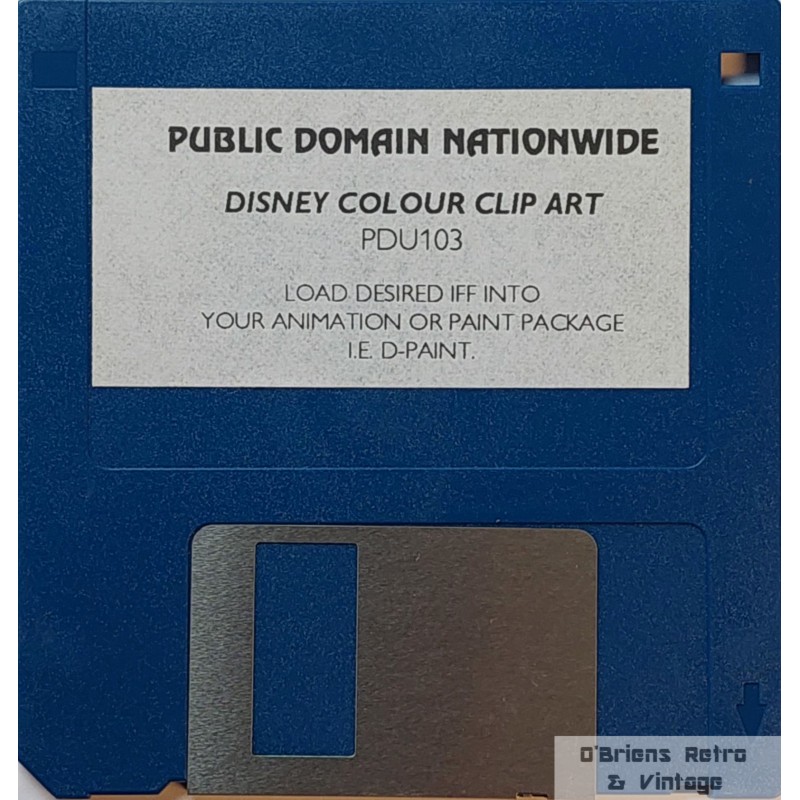 PUBLIC DOMAIN NATIONWIDE
DISNEY COLOUR CLIP ART
PDU103
LOAD DESIRED IFF INTO
YOUR ANIMATION OR PAINT PACKAGE
I.E. D-PAINT.
O'Briens Retro
& Vintage